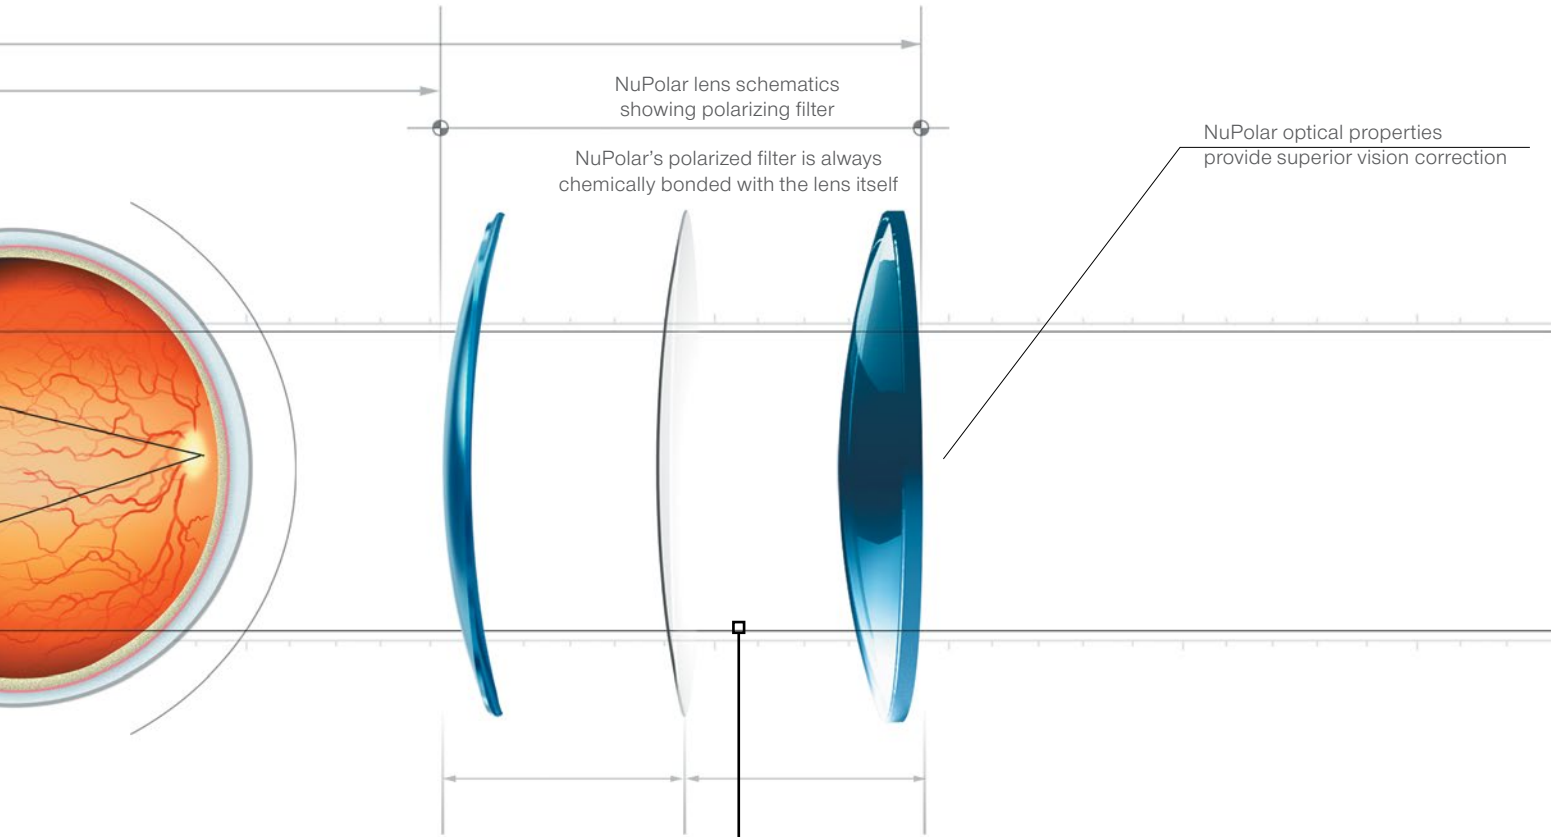 NuPolar lens schematics
showing polarizing filter
NuPolar’s polarized filter is always
chemically bonded with the lens itself
NuPolar optical properties
provide superior vision correction